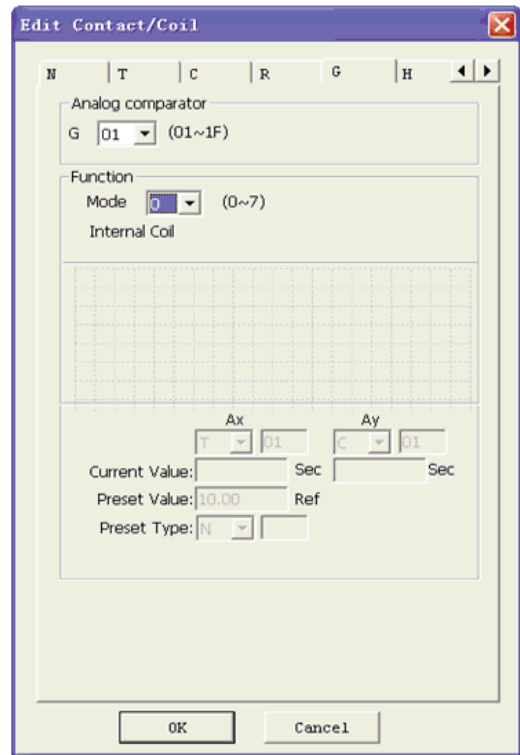 Edit Contact/Coil
N T C R G H
Analog comparator
G 01 (01~1F)
Function
Mode 0 (0~7)
Internal Coil
Ax Ay
T 01 C 01
Current Value: Sec Sec
Preset Value: 10.00 Ref
Preset Type: N
OK Cancel